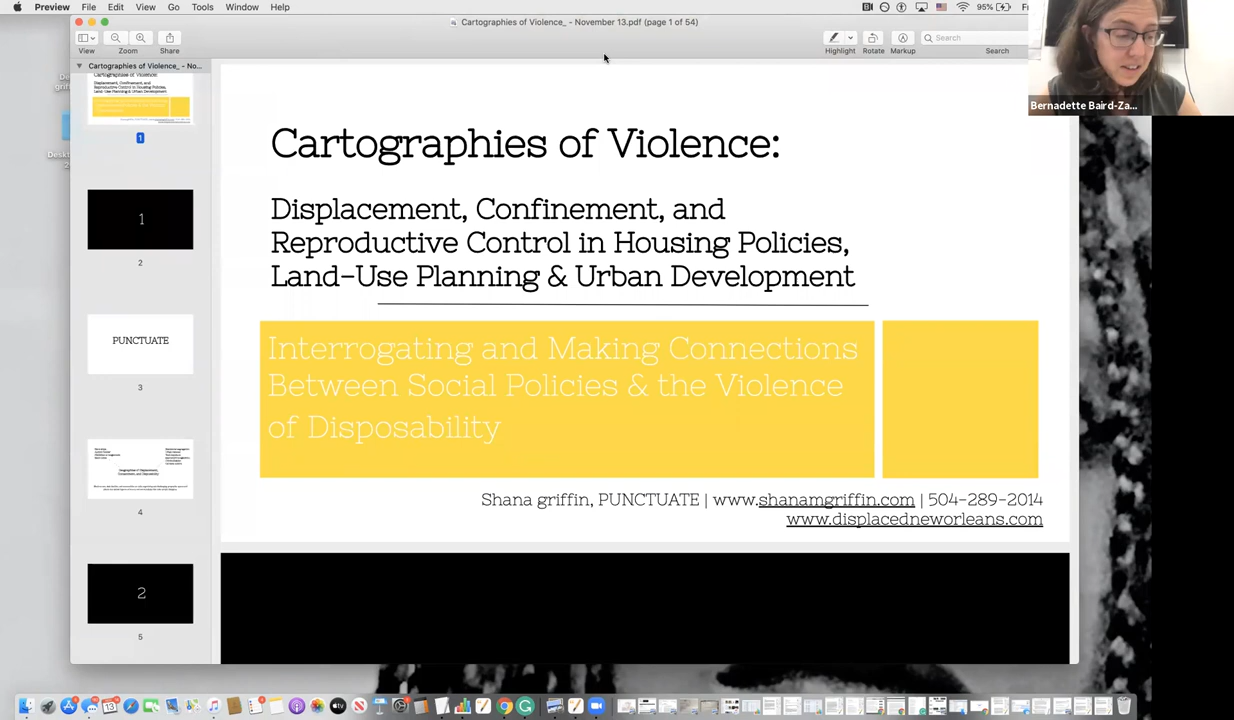 Preview File Edit View Go Tools Window Help
95%
Cartographies of Violence_ - November 13.pdf (page 1 of 54)
View Zoom Share
Highlight Rotate Markup Search
Search
Cartographies of Violence_ - No...
1
1
2
PUNCTUATE
3
4
2
5
Cartographies of Violence:
Displacement, Confinement, and
Reproductive Control in Housing Policies,
Land-Use Planning & Urban Development
Interrogating and Making Connections
Between Social Policies & the Violence
of Disposability
Shana griffin, PUNCTUATE | www.shanamgriffin.com | 504-289-2014
www.displacedneworleans.com
Bernadette Baird-Za...